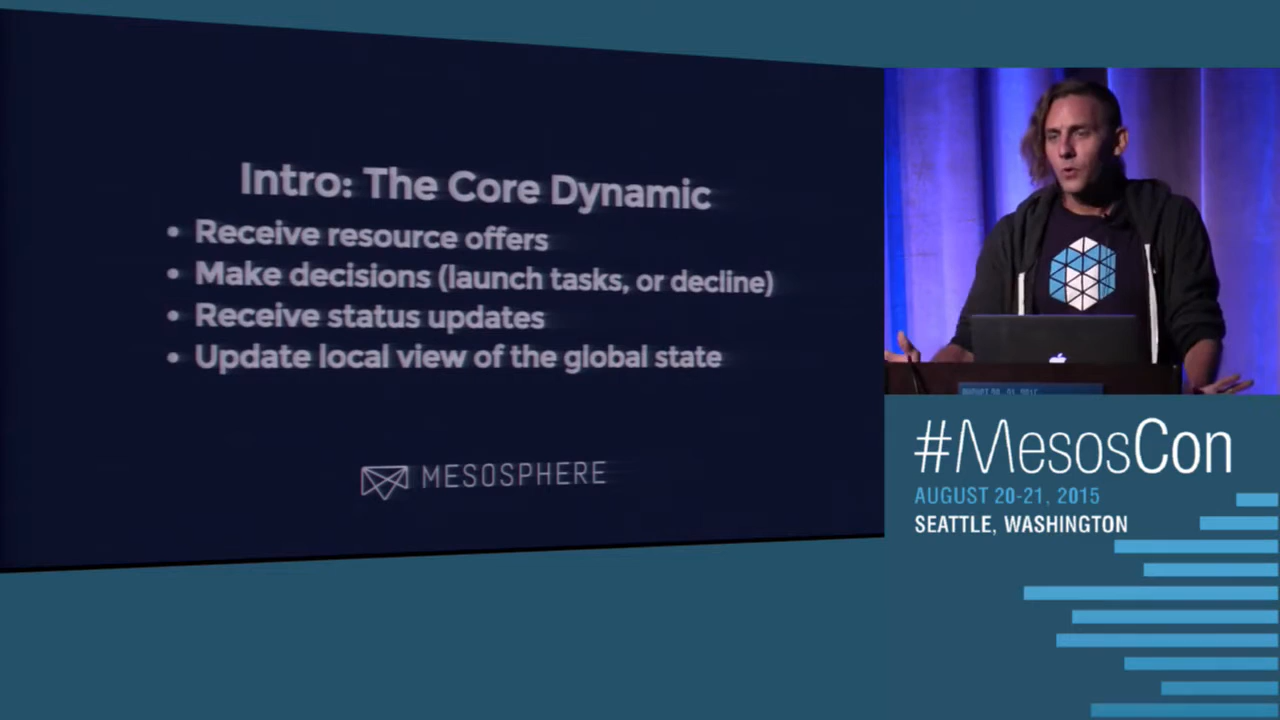 Intro: The Core Dynamic
• Receive resource offers
• Make decisions (launch tasks, or decline)
• Receive status updates
• Update local view of the global state
MESOSPHERE
#MesosCon
AUGUST 20-21, 2015
SEATTLE, WASHINGTON